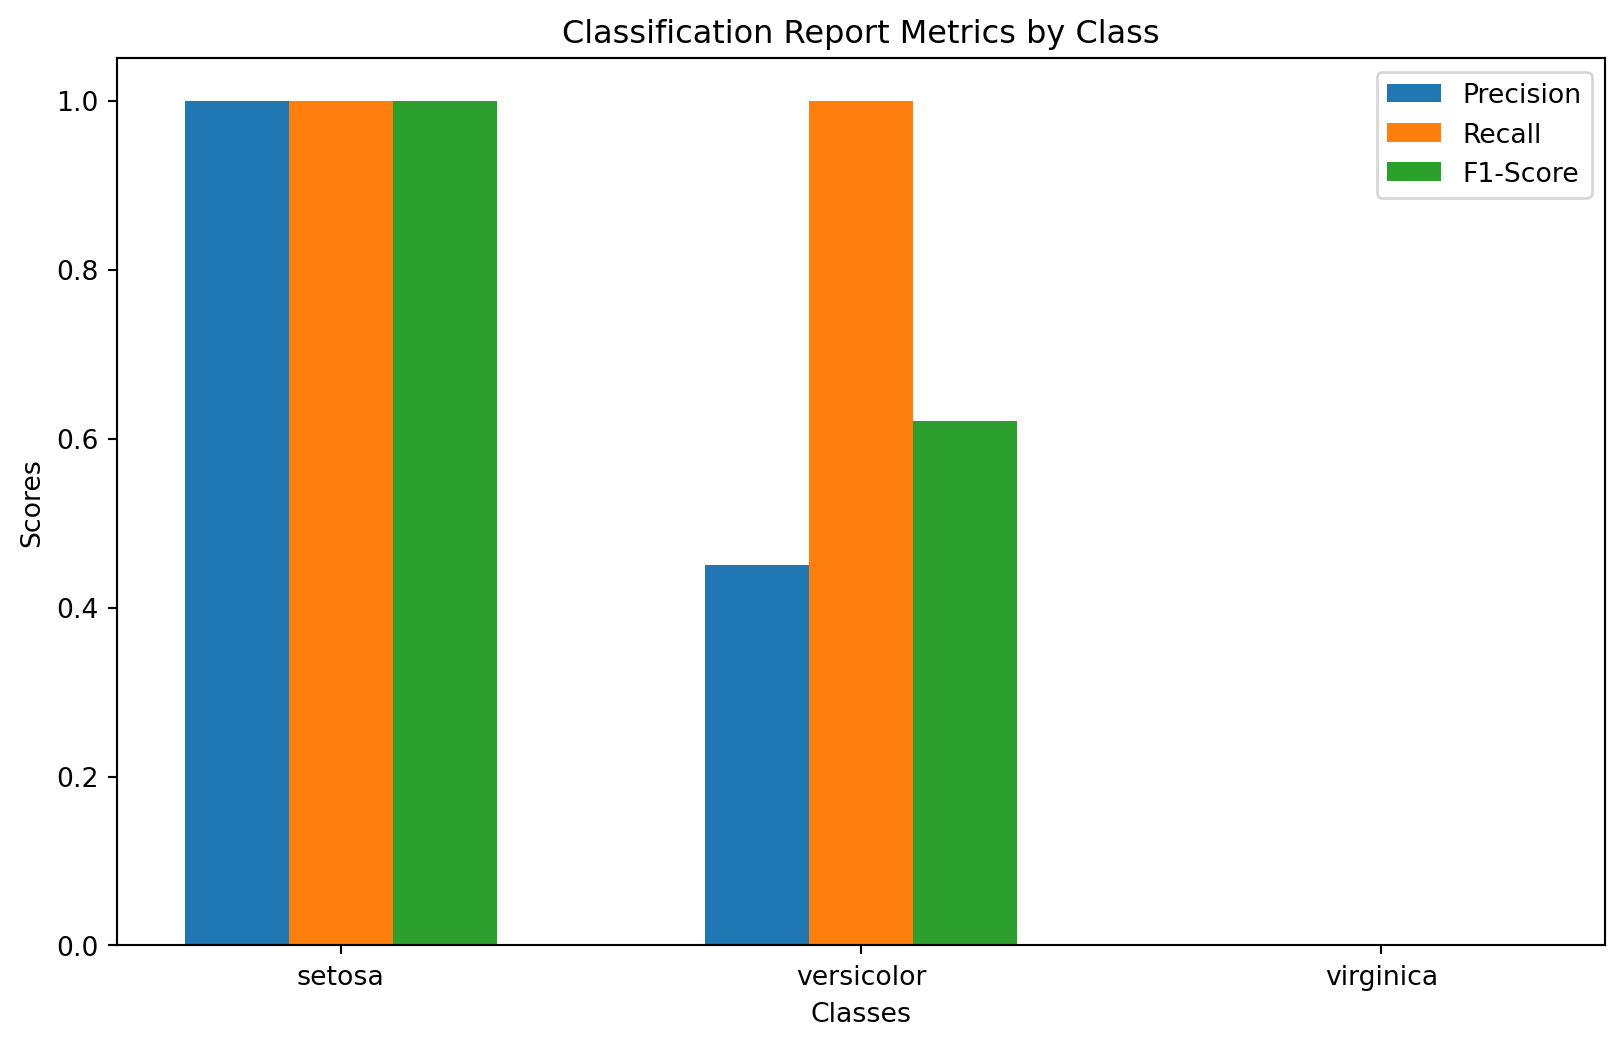 Classification Report Metrics by Class
Precision
Recall
F1-Score
1.0
0.8
0.6
0.4
0.2
0.0
Scores
setosa versicolor virginica
Classes